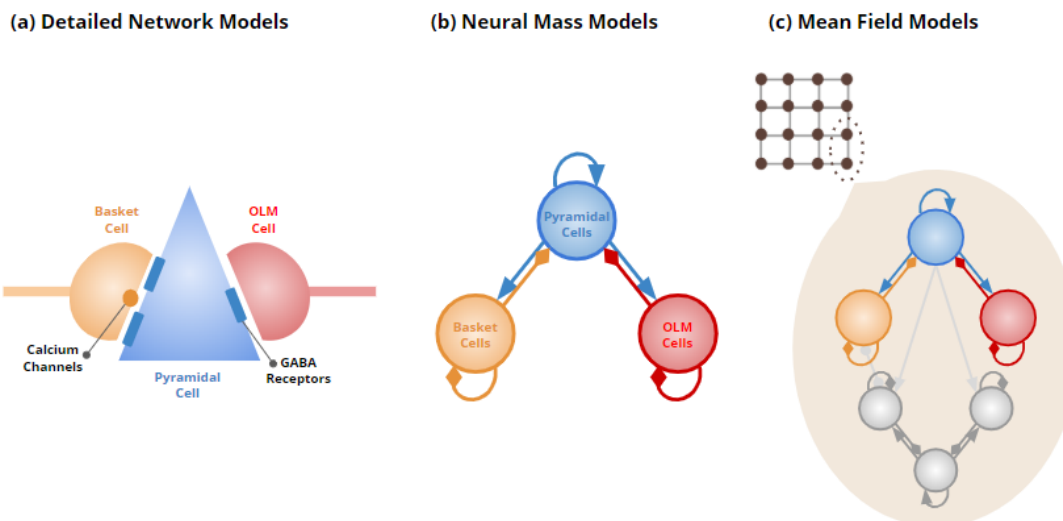 (a) Detailed Network Models
(b) Neural Mass Models
(c) Mean Field Models
Basket
Cell
OLM
Cell
Calcium
Channels
Pyramidal
Cell
GABA
Receptors
Pyramidal
Cells
Basket
Cells
OLM
Cells